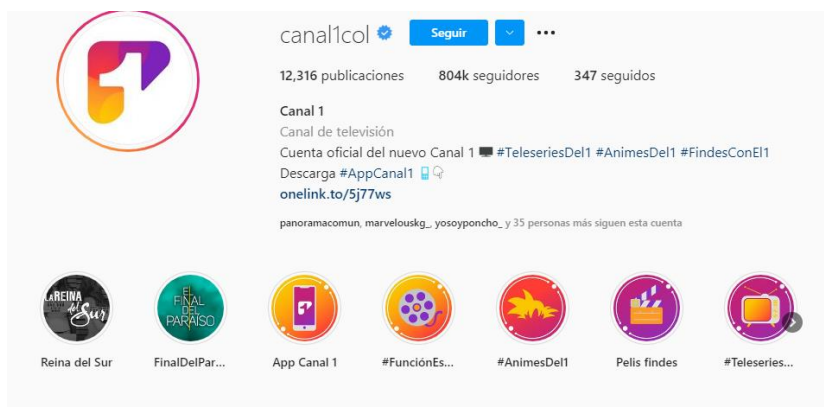 canal1col
Seguir
12,316 publicaciones 804k seguidores 347 seguidos
Canal 1
Canal de televisión
Cuenta oficial del nuevo Canal 1 #TeleseriesDel1 #AnimesDel1 #FindesConEl1
Descarga #AppCanal1
onelink.to/5j77ws
panoramacomun, marvelouskg_, yosoyponcho_ y 35 personas más siguen esta cuenta
LA REINA
del
Sur
EL
FINAL
DEL
PARAÍSO
Reina del Sur FinalDelPar... App Canal 1 #FunciónEs... #AnimesDel1 Pelis findes #Teleseries...